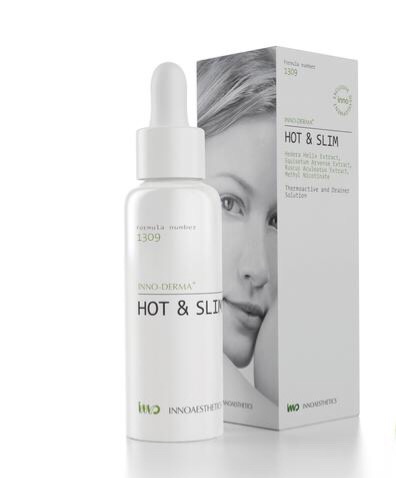 Formula number
1309
INNO-DERMA®
HOT & SLIM
inno
Hedera Helix Extract,
Equisetum Arvense Extract,
Ruscus Aculeatus Extract,
Methyl Nicotinate
Thermoactive and Drainer
Solution
INNOAESTHETICS
Formula number
1309
INNO-DERMA®
HOT & SLIM
inno INNOAESTHETICS
INNOAESTHETICS